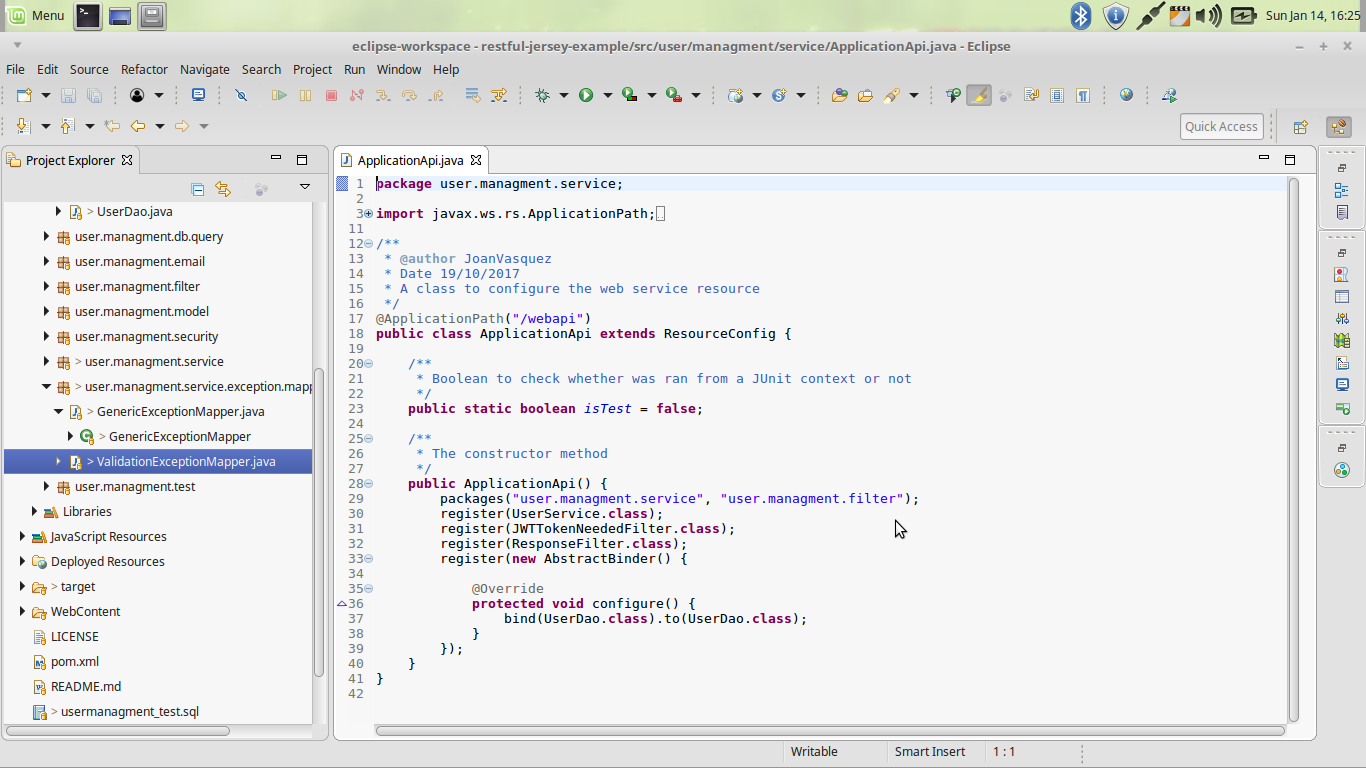 Menu
Sun Jan 14, 16:25
eclipse-workspace - restful-jersey-example/src/user/managment/service/ApplicationApi.java - Eclipse
File Edit Source Refactor Navigate Search Project Run Window Help
Quick Access
Project Explorer
> UserDao.java
user.managment.db.query
user.managment.email
user.managment.filter
user.managment.model
user.managment.security
> user.managment.service
> user.managment.service.exception.mapp
> GenericExceptionMapper.java
> GenericExceptionMapper
> ValidationExceptionMapper.java
user.managment.test
Libraries
JavaScript Resources
Deployed Resources
> target
WebContent
LICENSE
pom.xml
README.md
> usermanagment_test.sql
ApplicationApi.java
1 package user.managment.service;
2
3 import javax.ws.rs.ApplicationPath;
11
12 /**
13  * @author JoanVasquez
14  * Date 19/10/2017
15  * A class to configure the web service resource
16  */
17 @ApplicationPath("/webapi")
18 public class ApplicationApi extends ResourceConfig {
19
20     /**
21      * Boolean to check whether was ran from a JUnit context or not
22      */
23     public static boolean isTest = false;
24
25     /**
26      * The constructor method
27      */
28     public ApplicationApi() {
29         packages("user.managment.service", "user.managment.filter");
30         register(UserService.class);
31         register(JWTTokenNeededFilter.class);
32         register(ResponseFilter.class);
33         register(new AbstractBinder() {
34
35             @Override
36             protected void configure() {
37                 bind(UserDao.class).to(UserDao.class);
38             }
39         });
40     }
41 }
42
Writable Smart Insert 1 : 1